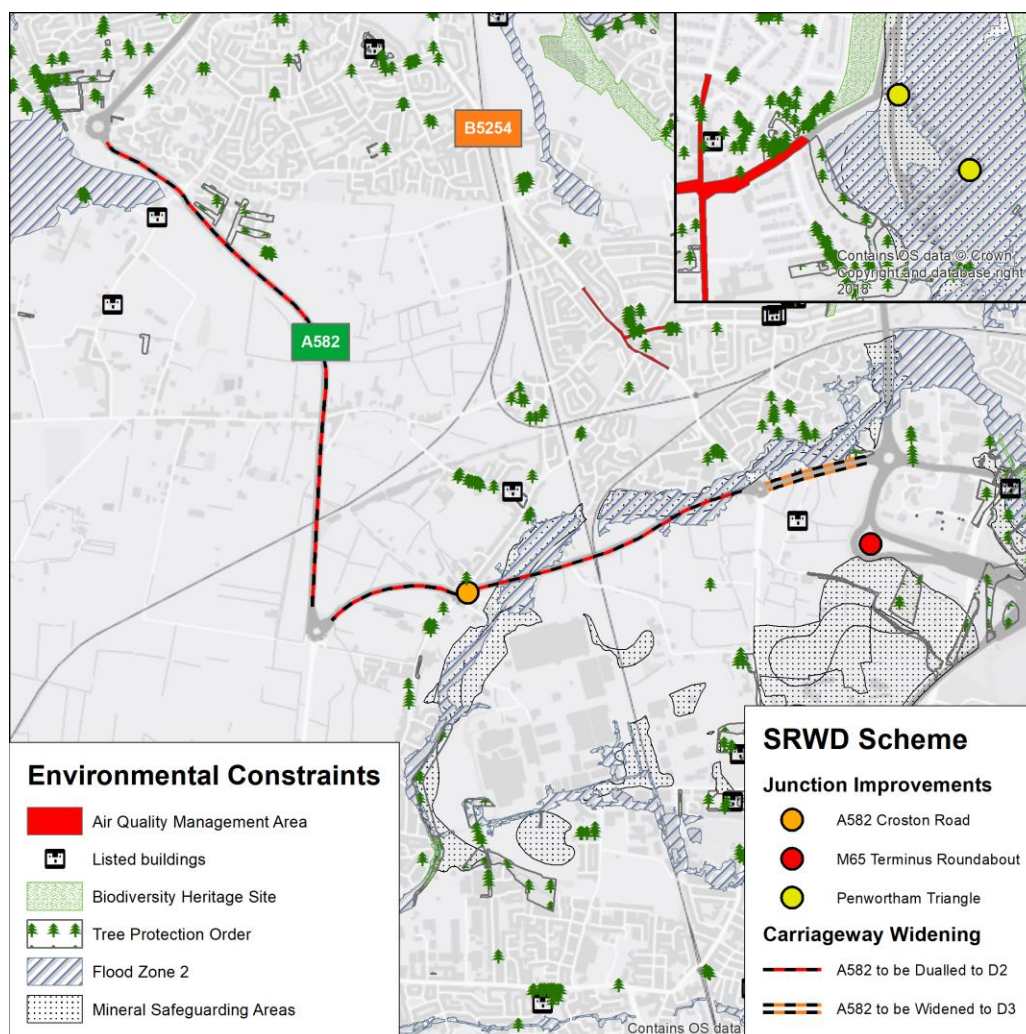 B5254
Contains OS data © Crown
Copyright and database right
2018
A582
Environmental Constraints
Air Quality Management Area
Listed buildings
Biodiversity Heritage Site
Tree Protection Order
Flood Zone 2
Mineral Safeguarding Areas
SRWD Scheme
Junction Improvements
A582 Croston Road
M65 Terminus Roundabout
Penwortham Triangle
Carriageway Widening
A582 to be Dualled to D2
A582 to be Widened to D3
Contains OS data